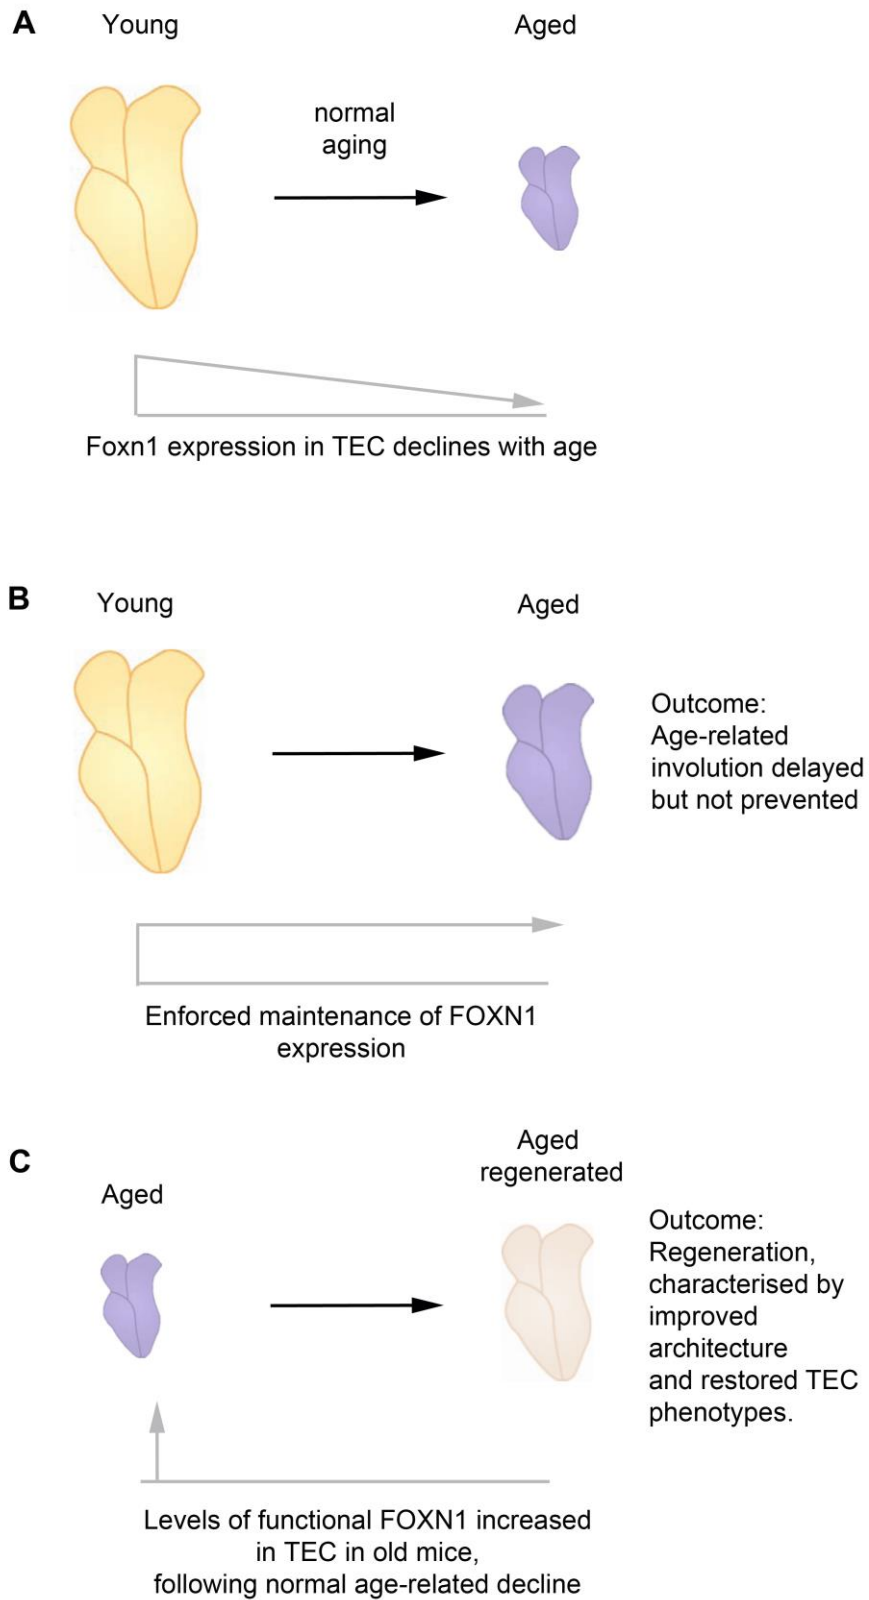 A
Young
Aged
normal
aging
Foxn1 expression in TEC declines with age
B
Young
Aged
Outcome:
Age-related
involution delayed
but not prevented
Enforced maintenance of FOXN1
expression
C
Aged
Aged
regenerated
Outcome:
Regeneration,
characterised by
improved
architecture
and restored TEC
phenotypes.
Levels of functional FOXN1 increased
in TEC in old mice,
following normal age-related decline